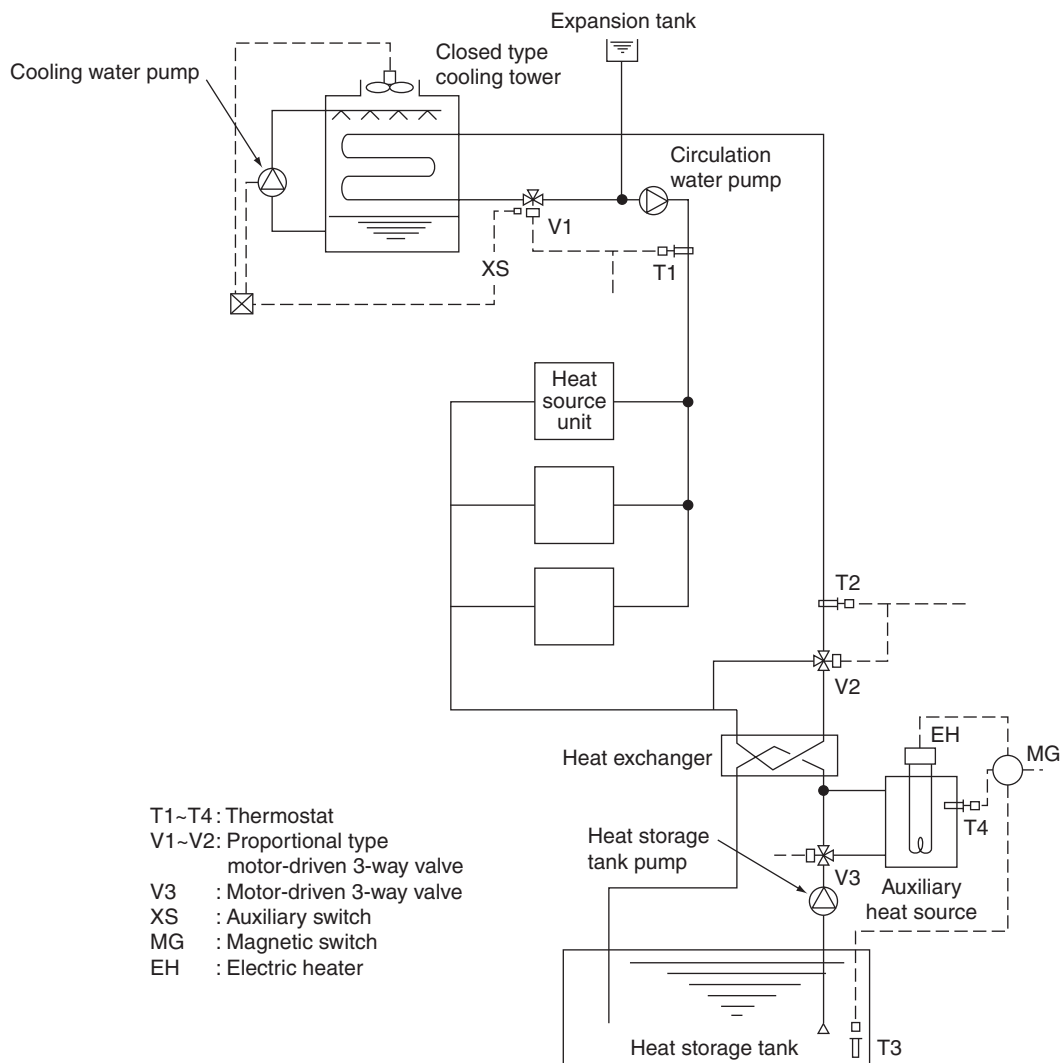 Expansion tank
Closed type
cooling tower
Cooling water pump
Circulation
water pump
V1
T1
XS
Heat
source
unit
T2
V2
Heat exchanger
EH
MG
T4
Heat storage
tank pump
V3
Auxiliary
heat source
T1~T4 : Thermostat
V1~V2 : Proportional type
motor-driven 3-way valve
V3 : Motor-driven 3-way valve
XS : Auxiliary switch
MG : Magnetic switch
EH : Electric heater
Heat storage tank
T3